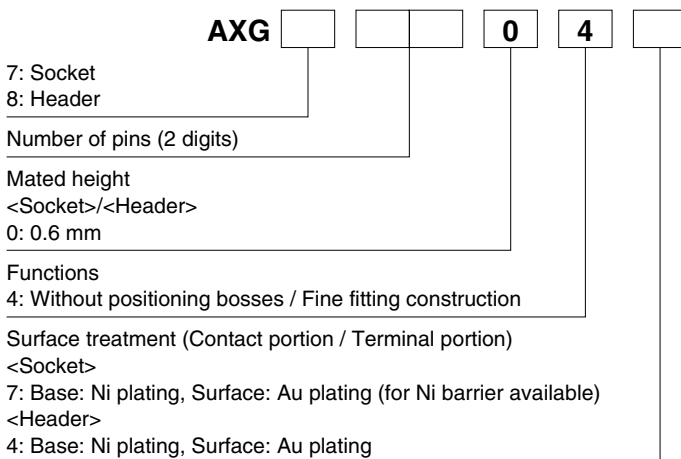 AXG 0 4
7: Socket
8: Header
Number of pins (2 digits)
Mated height
<Socket>/<Header>
0: 0.6 mm
Functions
4: Without positioning bosses / Fine fitting construction
Surface treatment (Contact portion / Terminal portion)
<Socket>
7: Base: Ni plating, Surface: Au plating (for Ni barrier available)
<Header>
4: Base: Ni plating, Surface: Au plating